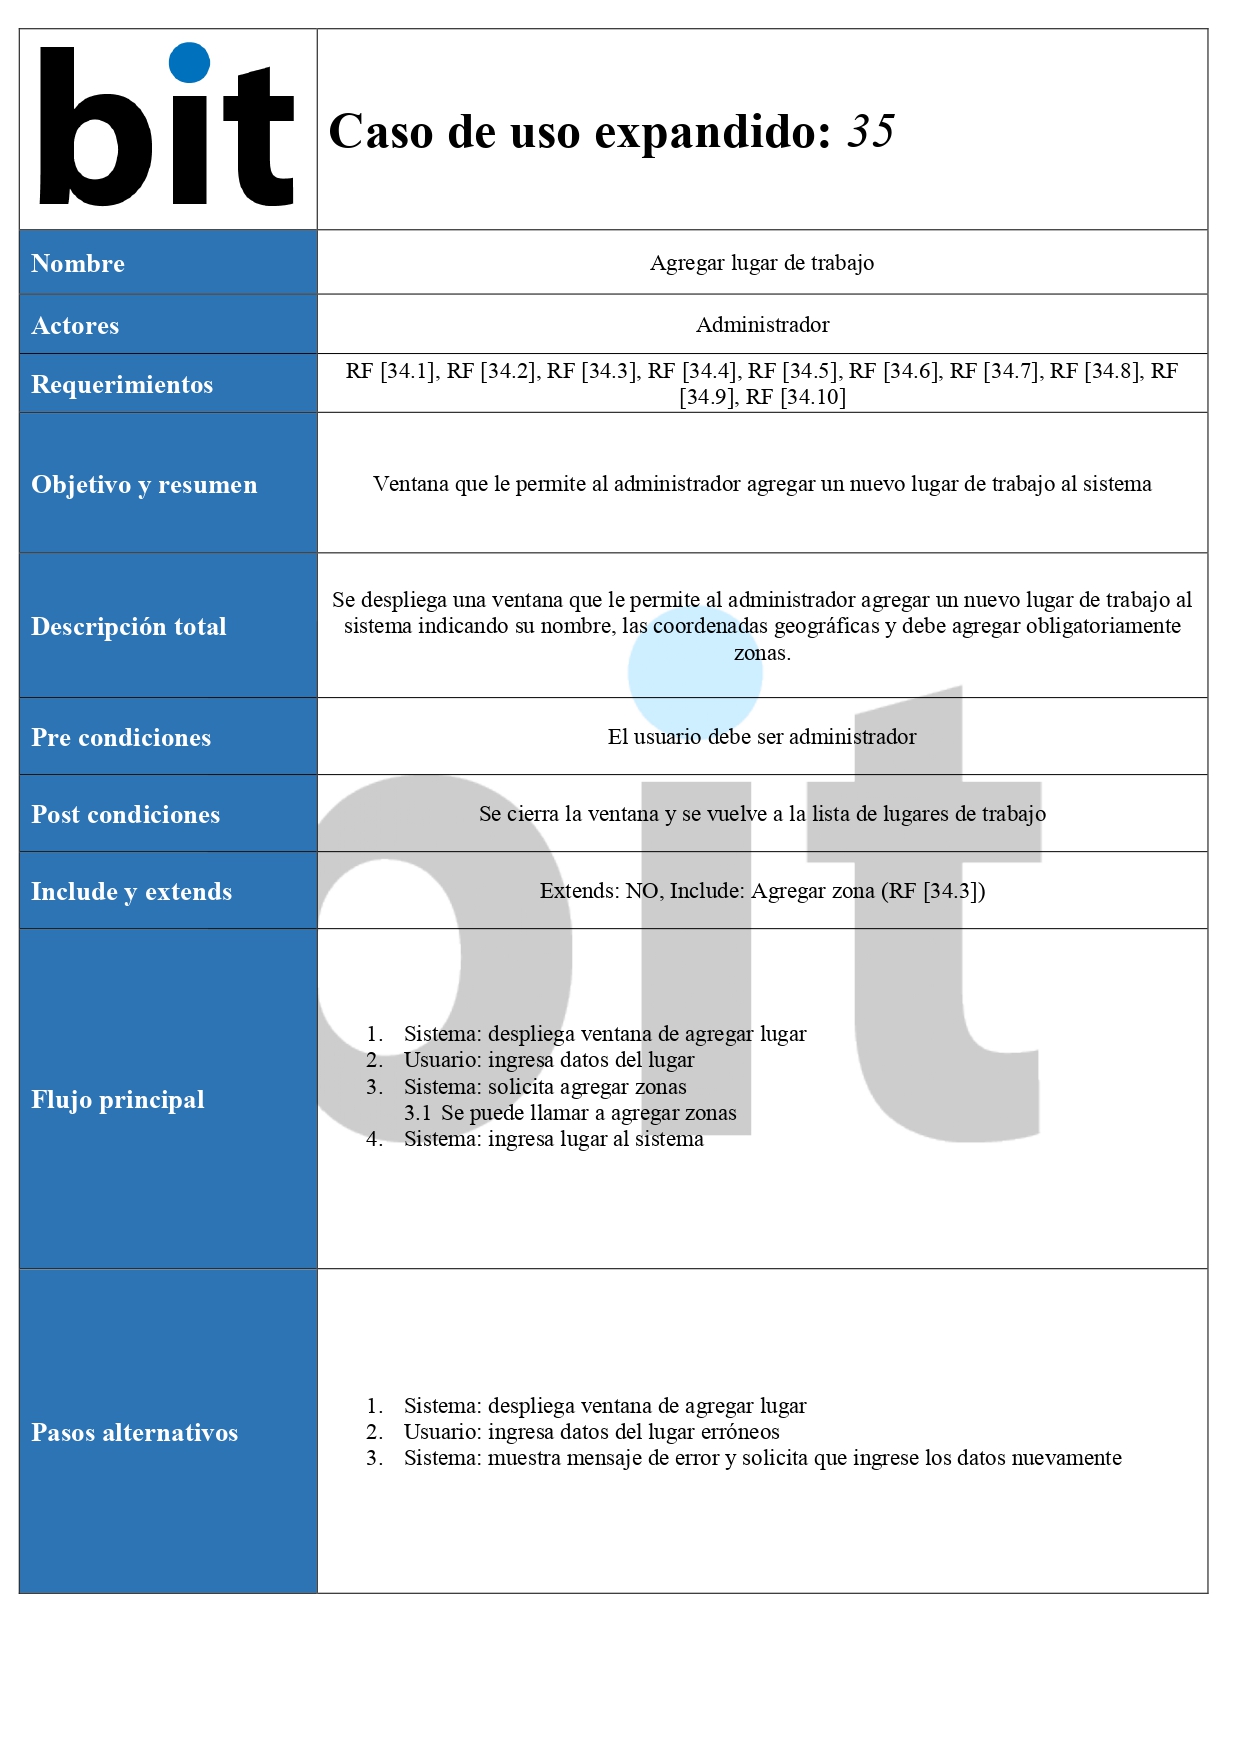 bit
Caso de uso expandido: 35
Nombre
Agregar lugar de trabajo
Actores
Administrador
Requerimientos
RF [34.1], RF [34.2], RF [34.3], RF [34.4], RF [34.5], RF [34.6], RF [34.7], RF [34.8], RF
[34.9], RF [34.10]
Objetivo y resumen
Ventana que le permite al administrador agregar un nuevo lugar de trabajo al sistema
Descripción total
Se despliega una ventana que le permite al administrador agregar un nuevo lugar de trabajo al
sistema indicando su nombre, las coordenadas geográficas y debe agregar obligatoriamente
zonas.
Pre condiciones
El usuario debe ser administrador
Post condiciones
Se cierra la ventana y se vuelve a la lista de lugares de trabajo
Include y extends
Extends: NO, Include: Agregar zona (RF [34.3])
Flujo principal
1. Sistema: despliega ventana de agregar lugar
2. Usuario: ingresa datos del lugar
3. Sistema: solicita agregar zonas
3.1 Se puede llamar a agregar zonas
4. Sistema: ingresa lugar al sistema
Pasos alternativos
1. Sistema: despliega ventana de agregar lugar
2. Usuario: ingresa datos del lugar erróneos
3. Sistema: muestra mensaje de error y solicita que ingrese los datos nuevamente
bit